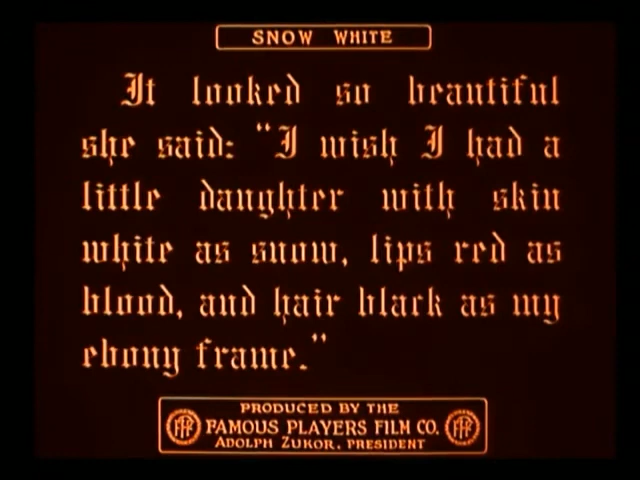 SNOW WHITE
It looked so beautiful
she said: "I wish I had a
little daughter with skin
white as snow, lips red as
blood, and hair black as my
ebony frame."
PRODUCED BY THE
FAMOUS PLAYERS FILM CO.
ADOLPH ZUKOR, PRESIDENT